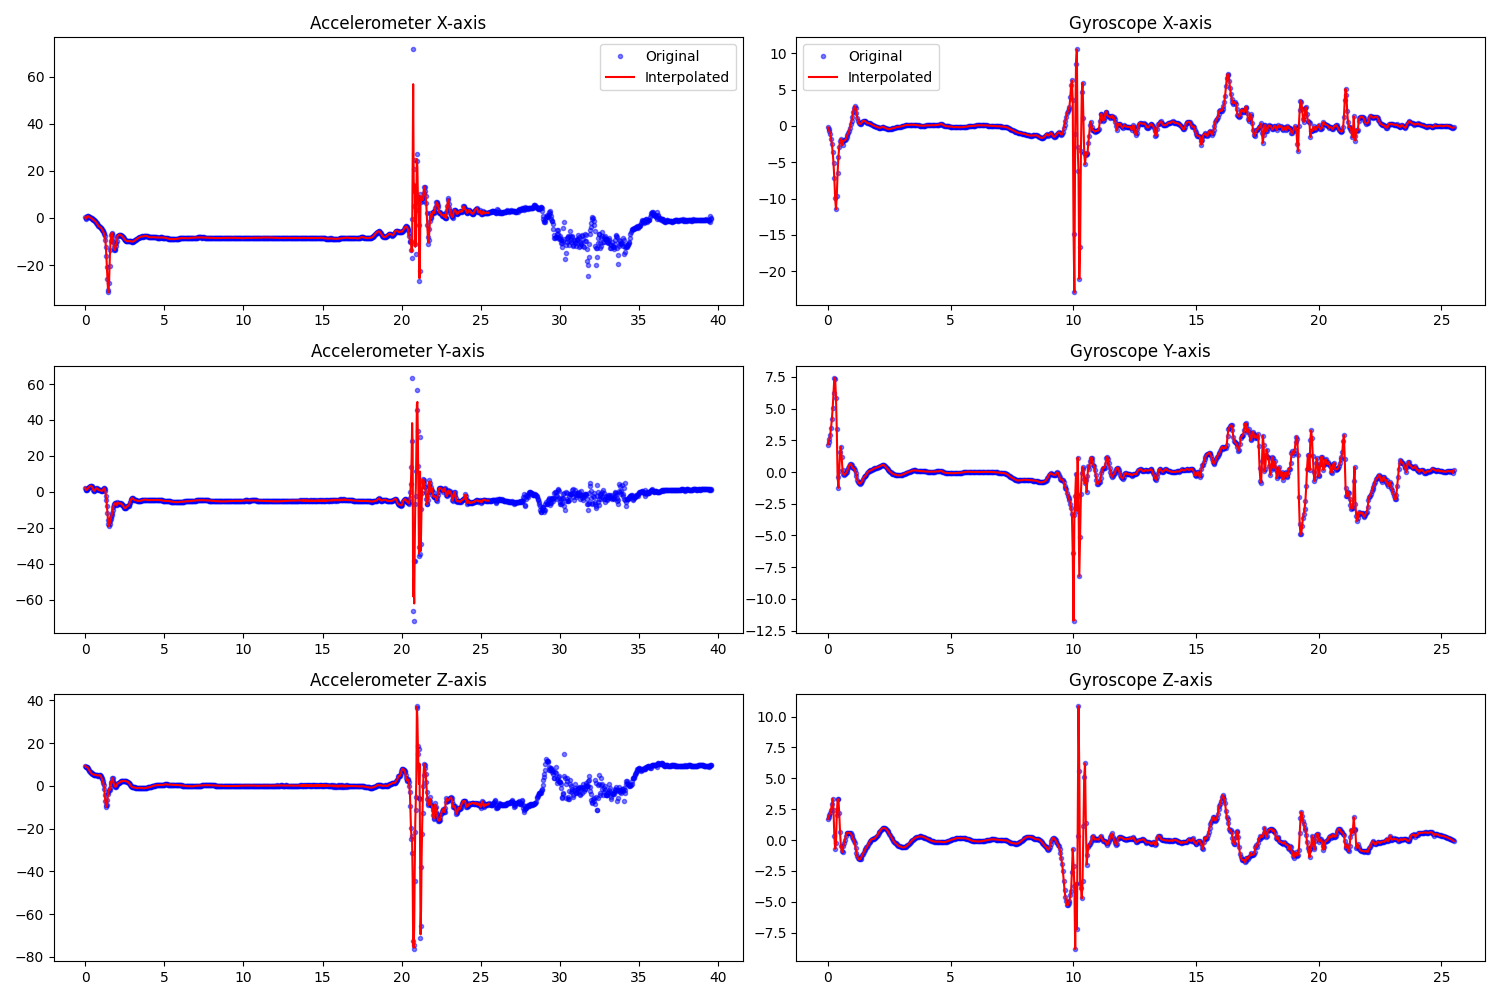 Accelerometer X-axis
Original
Interpolated
60
40
20
0
−20
0 5 10 15 20 25 30 35 40
Gyroscope X-axis
Original
Interpolated
10
5
0
−5
−10
−15
−20
0 5 10 15 20 25
Accelerometer Y-axis
60
40
20
0
−20
−40
−60
0 5 10 15 20 25 30 35 40
Gyroscope Y-axis
7.5
5.0
2.5
0.0
−2.5
−5.0
−7.5
−10.0
−12.5
0 5 10 15 20 25
Accelerometer Z-axis
40
20
0
−20
−40
−60
−80
0 5 10 15 20 25 30 35 40
Gyroscope Z-axis
10.0
7.5
5.0
2.5
0.0
−2.5
−5.0
−7.5
0 5 10 15 20 25